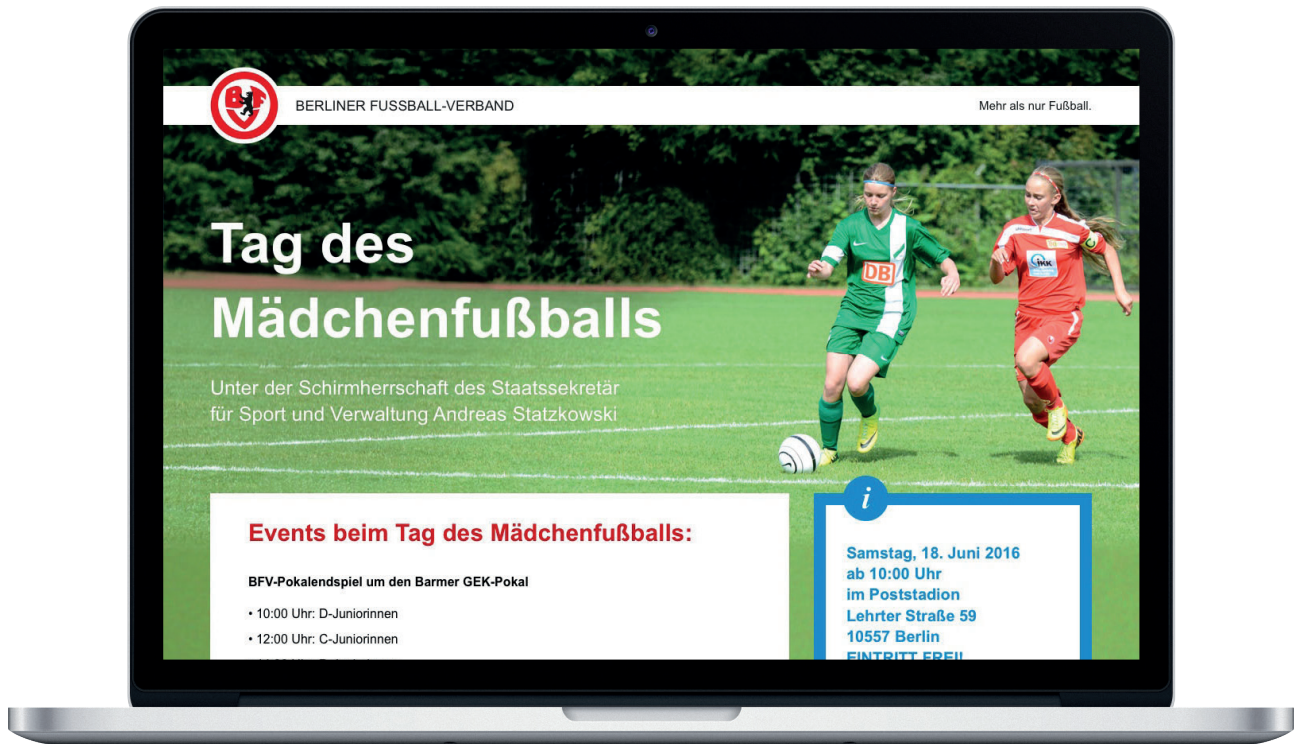 BERLINER FUSSBALL-VERBAND
Mehr als nur Fußball.
B F
Tag des
Mädchenfußballs
Unter der Schirmherrschaft des Staatssekretär
für Sport und Verwaltung Andreas Statzkowski
DB
C
iKK
Events beim Tag des Mädchenfußballs:
BFV-Pokalendspiel um den Barmer GEK-Pokal
• 10:00 Uhr: D-Juniorinnen
• 12:00 Uhr: C-Juniorinnen
i
Samstag, 18. Juni 2016
ab 10:00 Uhr
im Poststadion
Lehrter Straße 59
10557 Berlin
EINTRITT FREI!